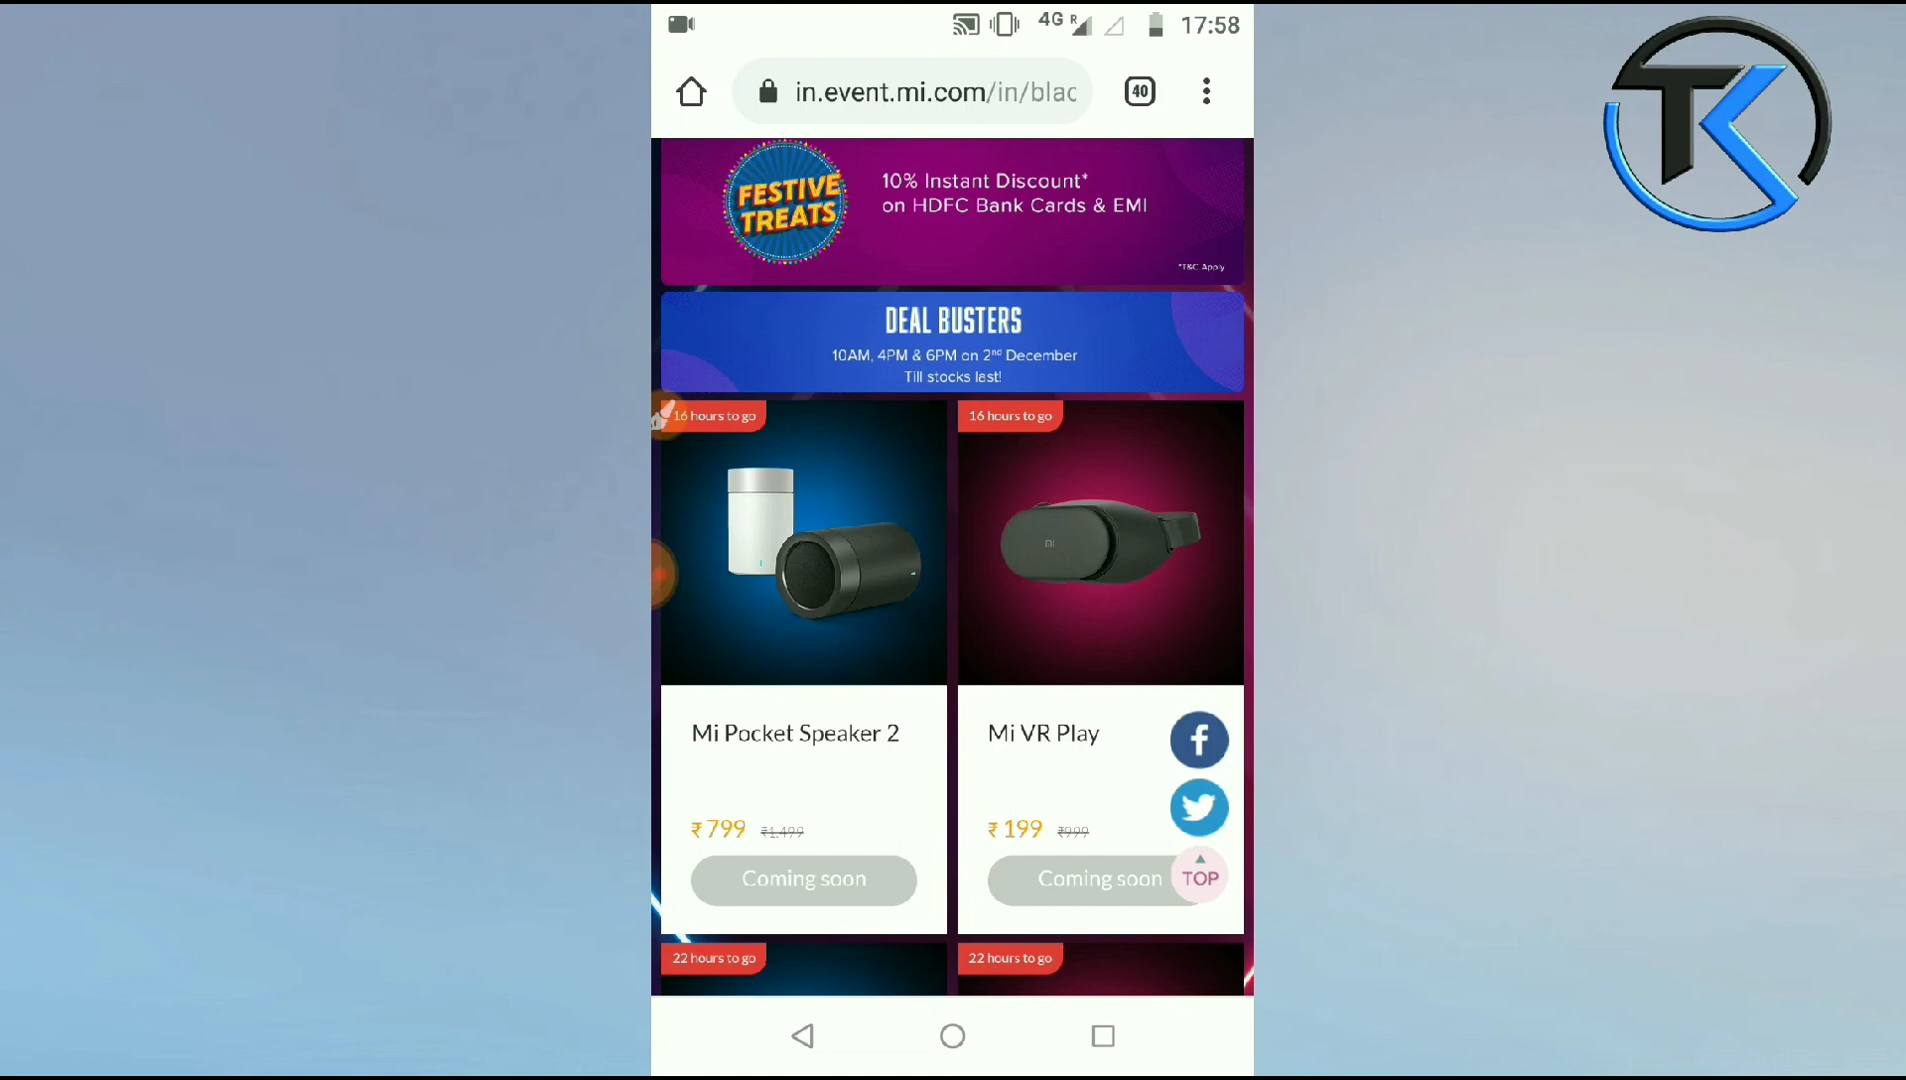 4G R 17:58
in.event.mi.com/in/blac
40
FESTIVE
TREATS
10% Instant Discount*
on HDFC Bank Cards & EMI
*T&C Apply
DEAL BUSTERS
10AM, 4PM & 6PM on 2nd December
Till stocks last!
16 hours to go
16 hours to go
mi
Mi Pocket Speaker 2
Mi VR Play
₹ 799 ₹1,499
₹ 199 ₹999
Coming soon
Coming soon
TOP
22 hours to go
22 hours to go
TK